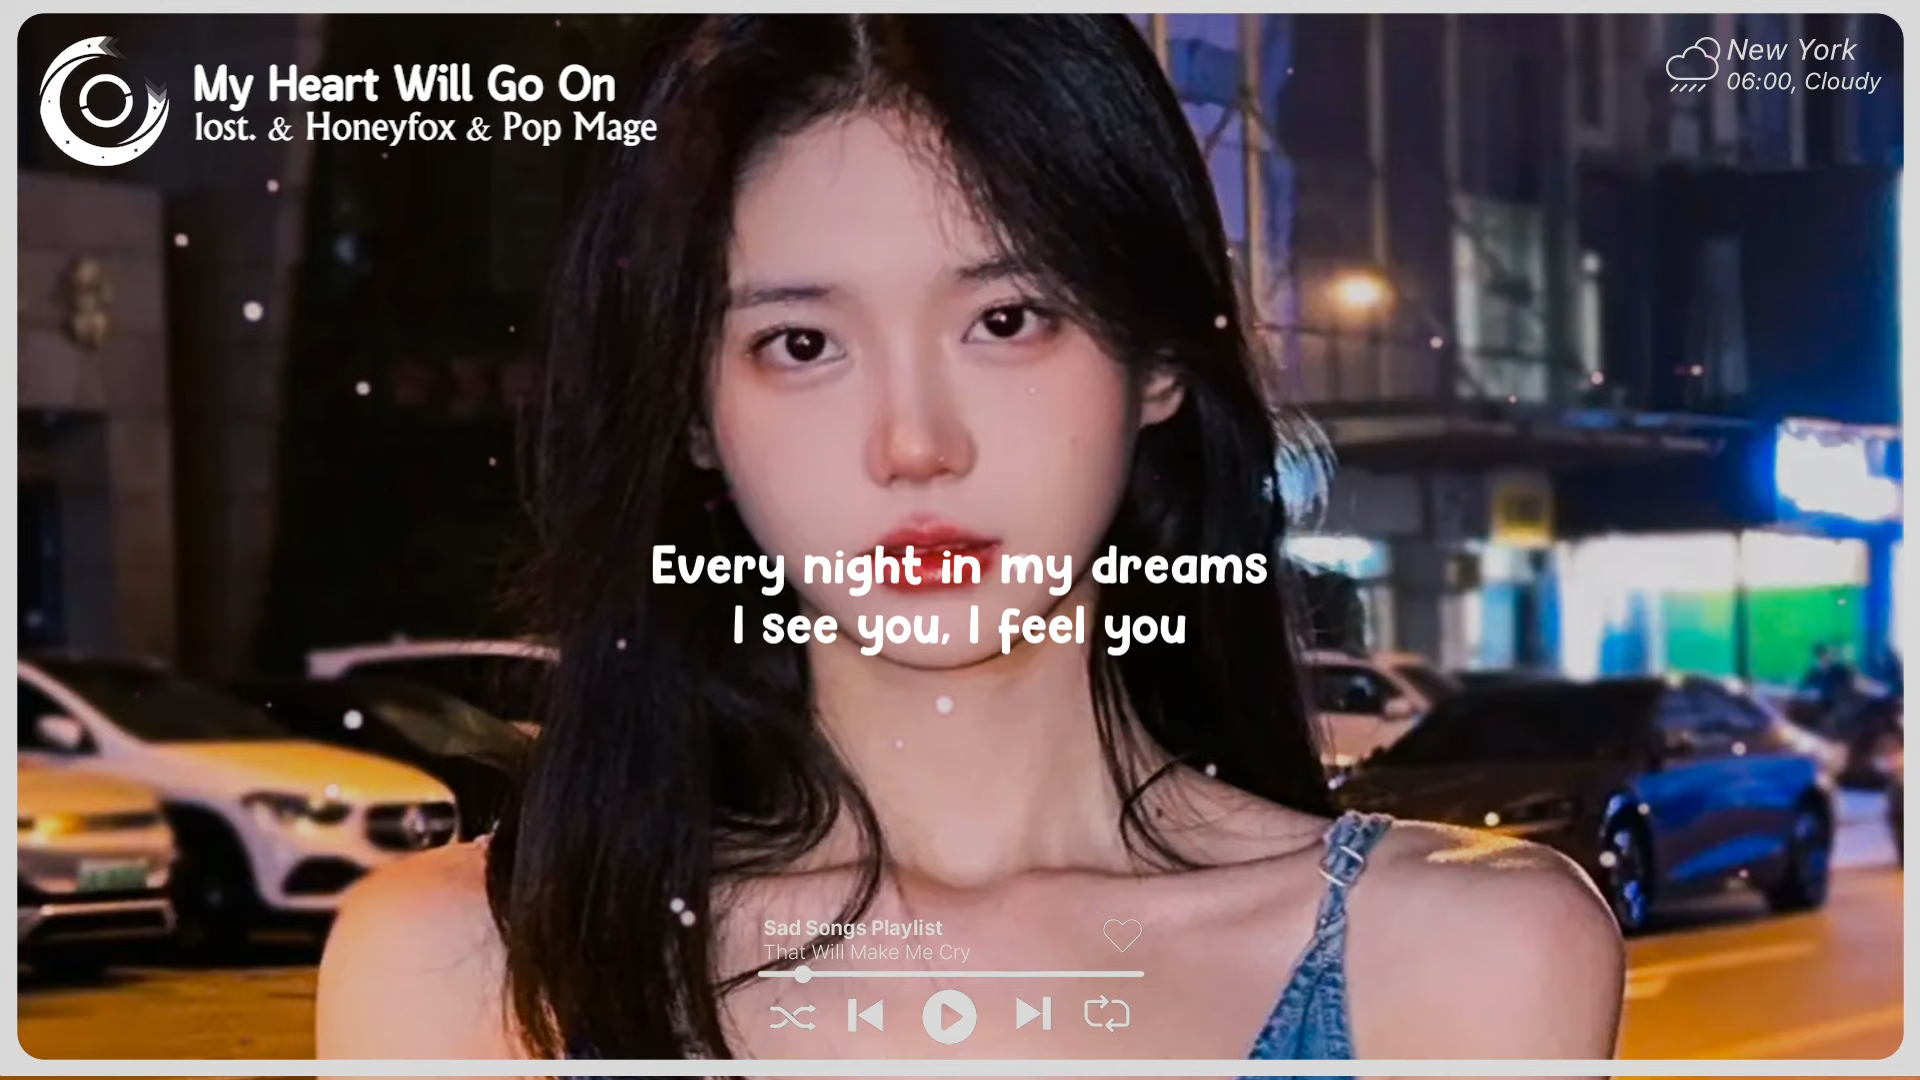 My Heart Will Go On
lost. & Honeyfox & Pop Mage
New York
06:00, Cloudy
Every night in my dreams
I see you, I feel you
Sad Songs Playlist
That Will Make Me Cry